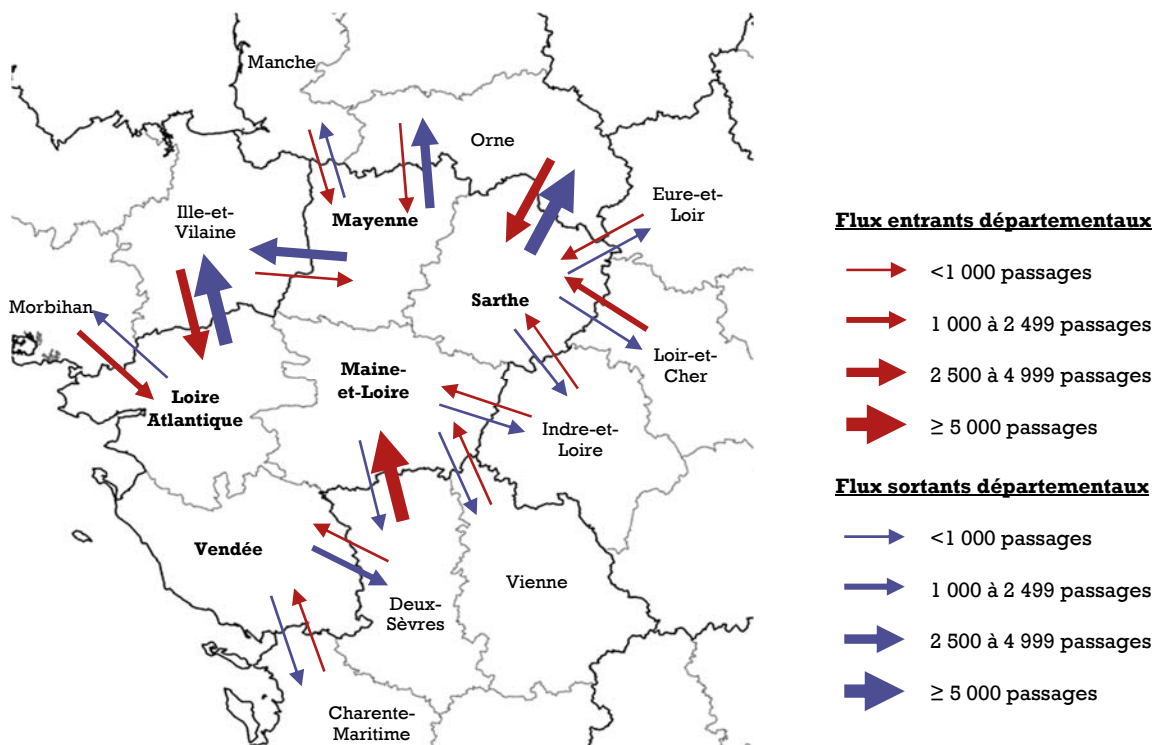 Manche
Orne
Ille-et-
Vilaine
Mayenne
Eure-et-
Loir
Morbihan
Sarthe
Loir-et-
Cher
Maine-
et-Loire
Loire
Atlantique
Indre-et-
Loire
Vendée
Vienne
Deux-
Sèvres
Charente-
Maritime
Flux entrants départementaux
<1 000 passages
1 000 à 2 499 passages
2 500 à 4 999 passages
≥ 5 000 passages
Flux sortants départementaux
<1 000 passages
1 000 à 2 499 passages
2 500 à 4 999 passages
≥ 5 000 passages